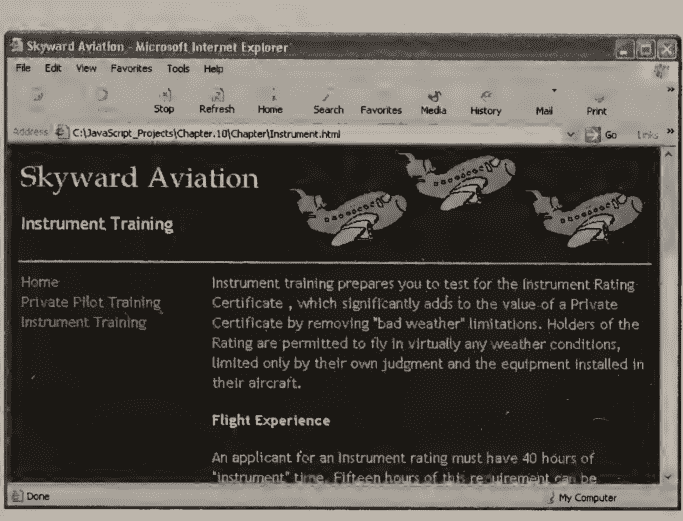 Skyward Aviation - Microsoft Internet Explorer
File Edit View Favorites Tools Help
Stop Refresh Home Search Favorites Media History Mail Print
Address C:\JavaScript_Projects\Chapter.10\Chapter\Instrument.html Go Links
Skyward Aviation
Instrument Training
Home
Private Pilot Training
Instrument Training
Instrument training prepares you to test for the Instrument Rating
Certificate , which significantly adds to the value of a Private
Certificate by removing "bad weather" limitations. Holders of the
Rating are permitted to fly in virtually any weather conditions,
limited only by their own judgment and the equipment installed in
their aircraft.
Flight Experience
An applicant for an Instrument rating must have 40 hours of
"instrument" time. Fifteen hours of this requirement can be
Done My Computer